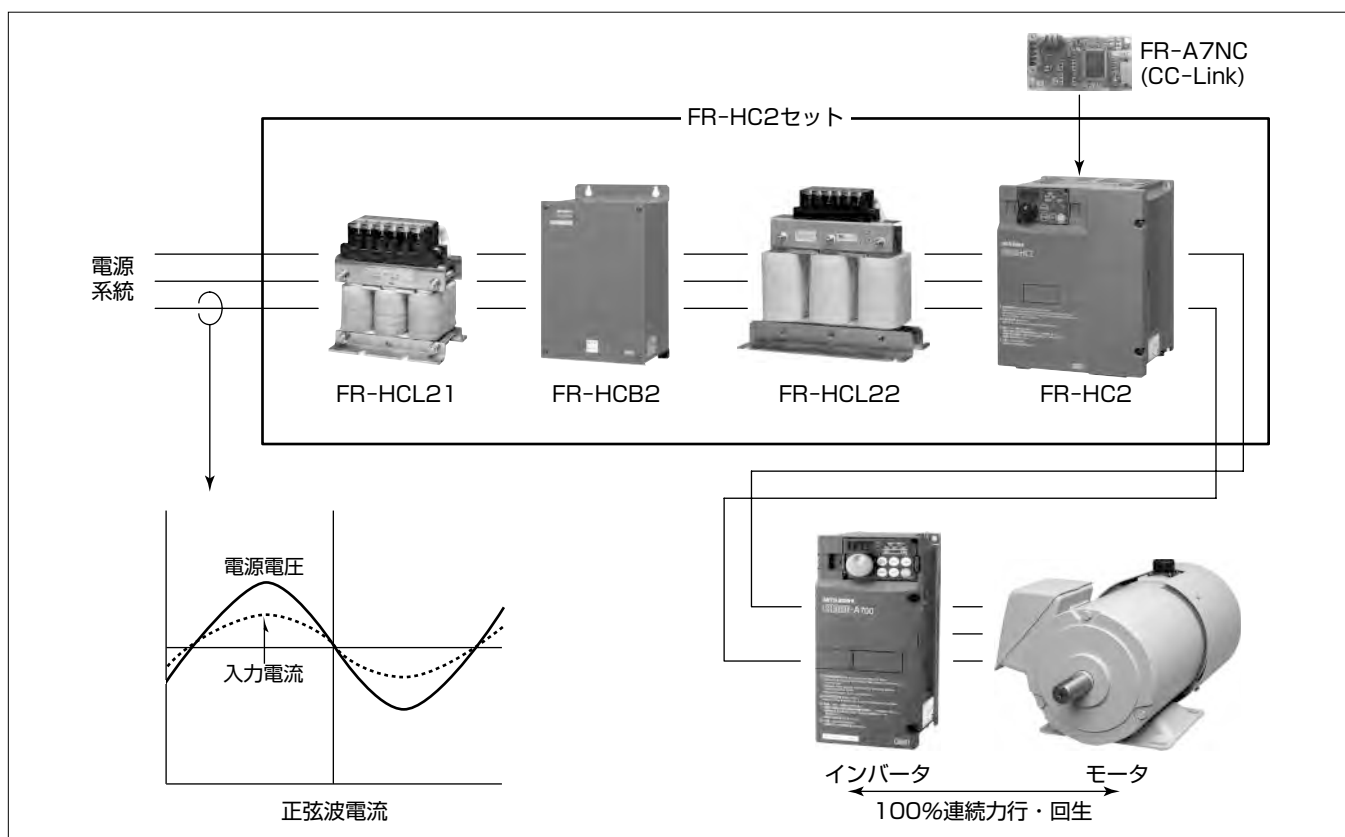 FR-A7NC
(CC-Link)
FR-HC2セット
電源
系統
FR-HCL21
FR-HCB2
FR-HCL22
FR-HC2
電源電圧
入力電流
正弦波電流
インバータ
モータ
100%連続力行・回生